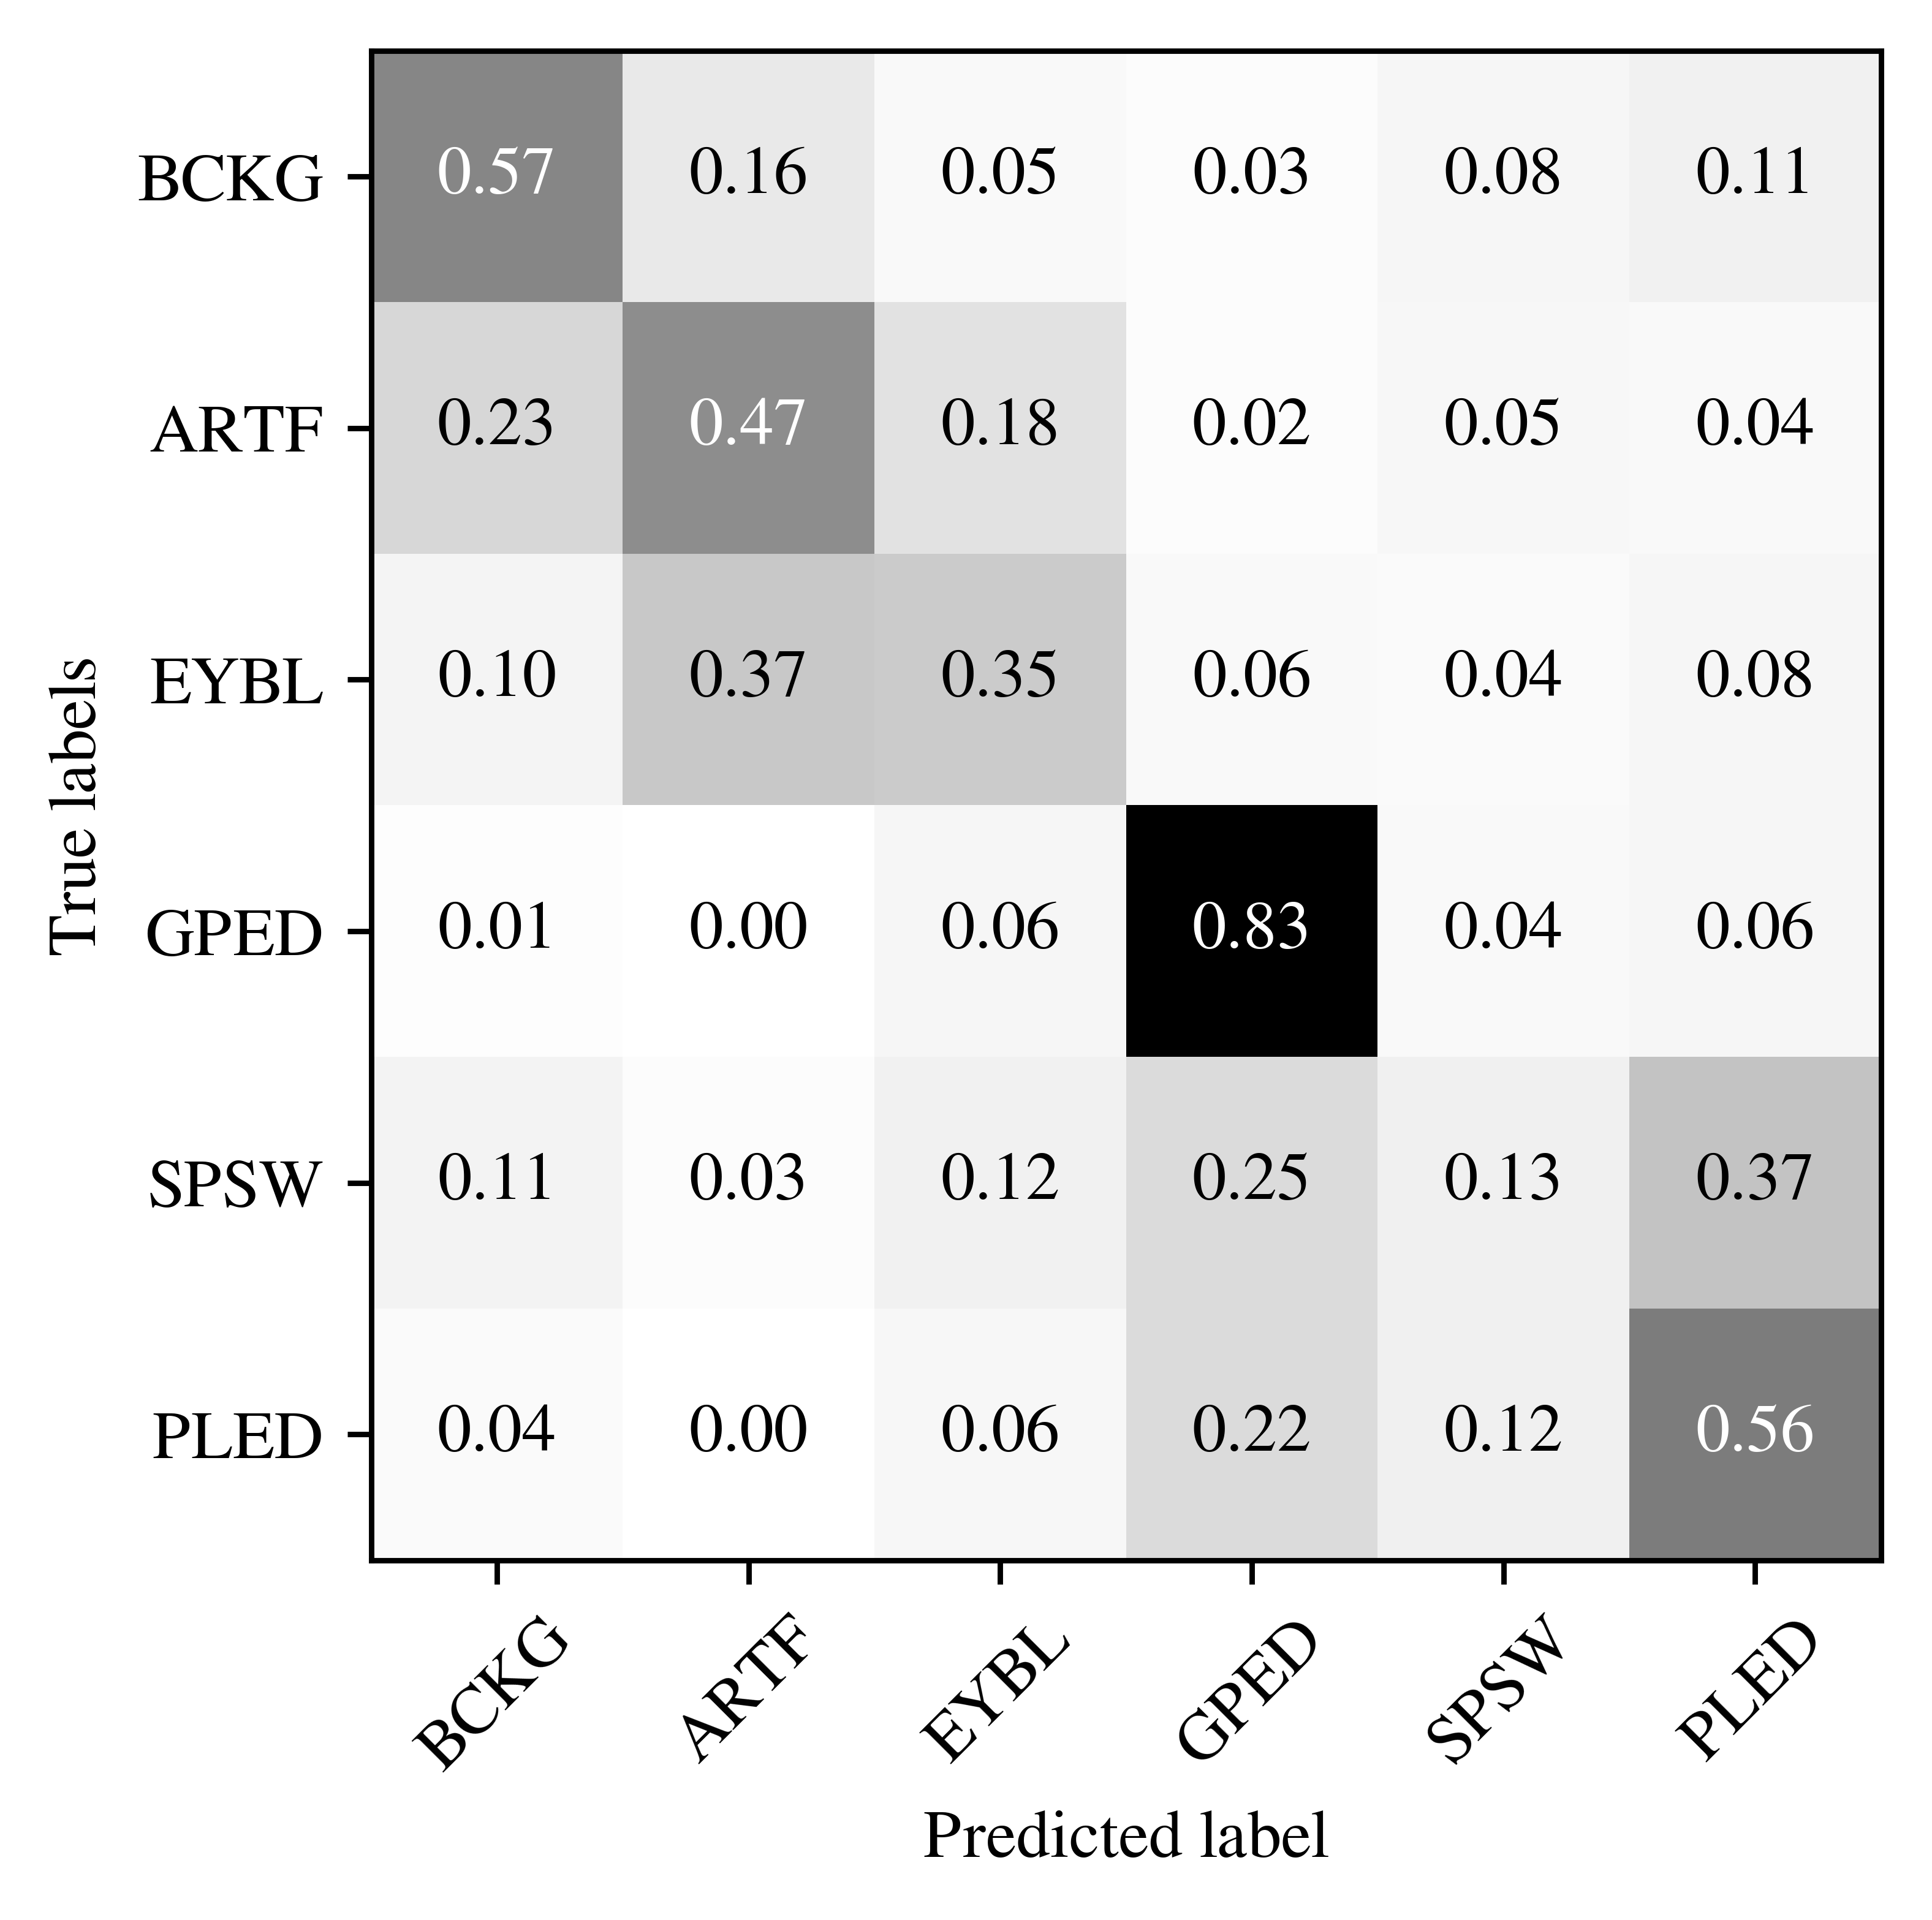 BCKG 0.57 0.16 0.05 0.03 0.08 0.11
ARTF 0.23 0.47 0.18 0.02 0.05 0.04
EYBL 0.10 0.37 0.35 0.06 0.04 0.08
GPED 0.01 0.00 0.06 0.83 0.04 0.06
SPSW 0.11 0.03 0.12 0.25 0.13 0.37
PLED 0.04 0.00 0.06 0.22 0.12 0.56
True labels
BCKG ARTF EYBL GPED SPSW PLED
Predicted label